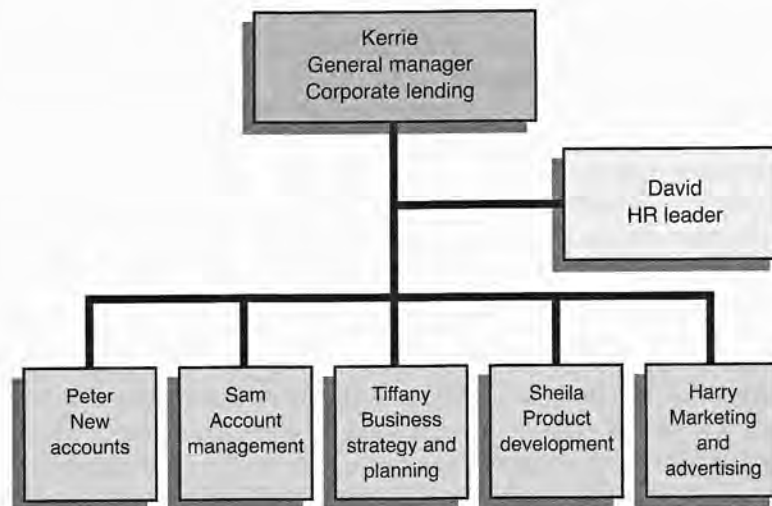 Kerrie
General manager
Corporate lending
David
HR leader
Peter
New
accounts
Sam
Account
management
Tiffany
Business
strategy and
planning
Sheila
Product
development
Harry
Marketing
and
advertising